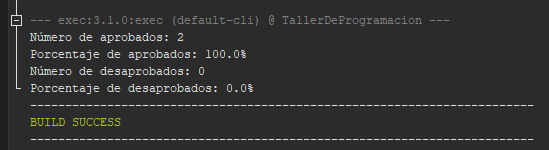 --- exec:3.1.0:exec (default-cli) @ TallerDeProgramacion ---
Número de aprobados: 2
Porcentaje de aprobados: 100.0%
Número de desaprobados: 0
Porcentaje de desaprobados: 0.0%
------------------------------------------------------------------------
BUILD SUCCESS
------------------------------------------------------------------------